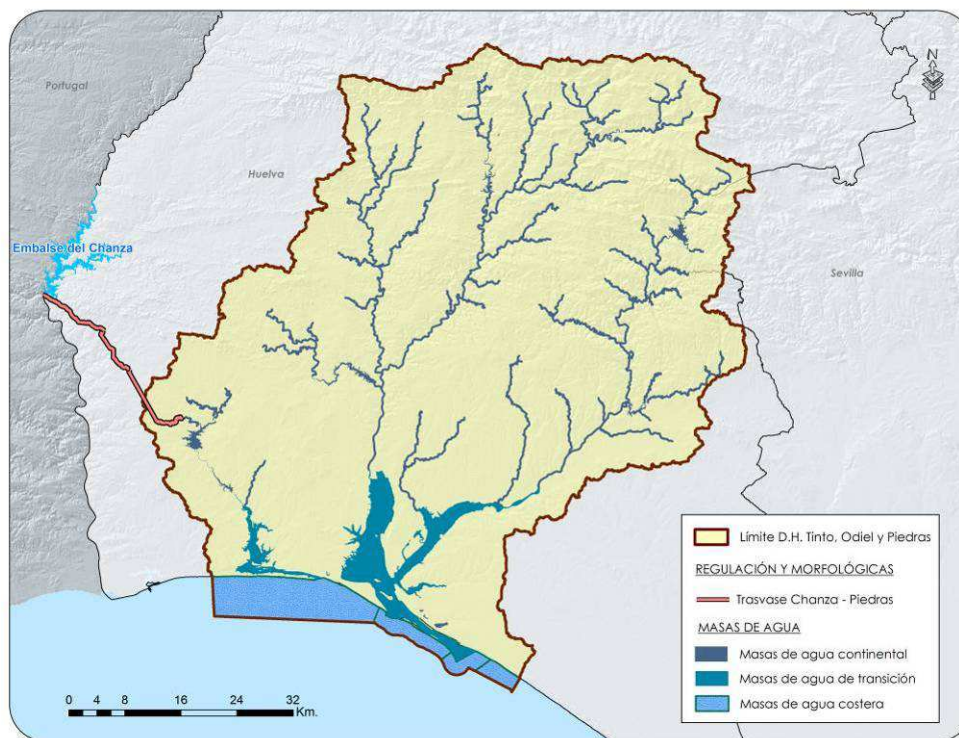 N
Portugal
Huelva
Embalse del Chanza
Sevilla
Límite D.H. Tinto, Odiel y Piedras
REGULACIÓN Y MORFOLÓGICAS
Trasvase Chanza - Piedras
MASAS DE AGUA
Masas de agua continental
Masas de agua de transición
Masas de agua costera
0 4 8 16 24 32
Km.